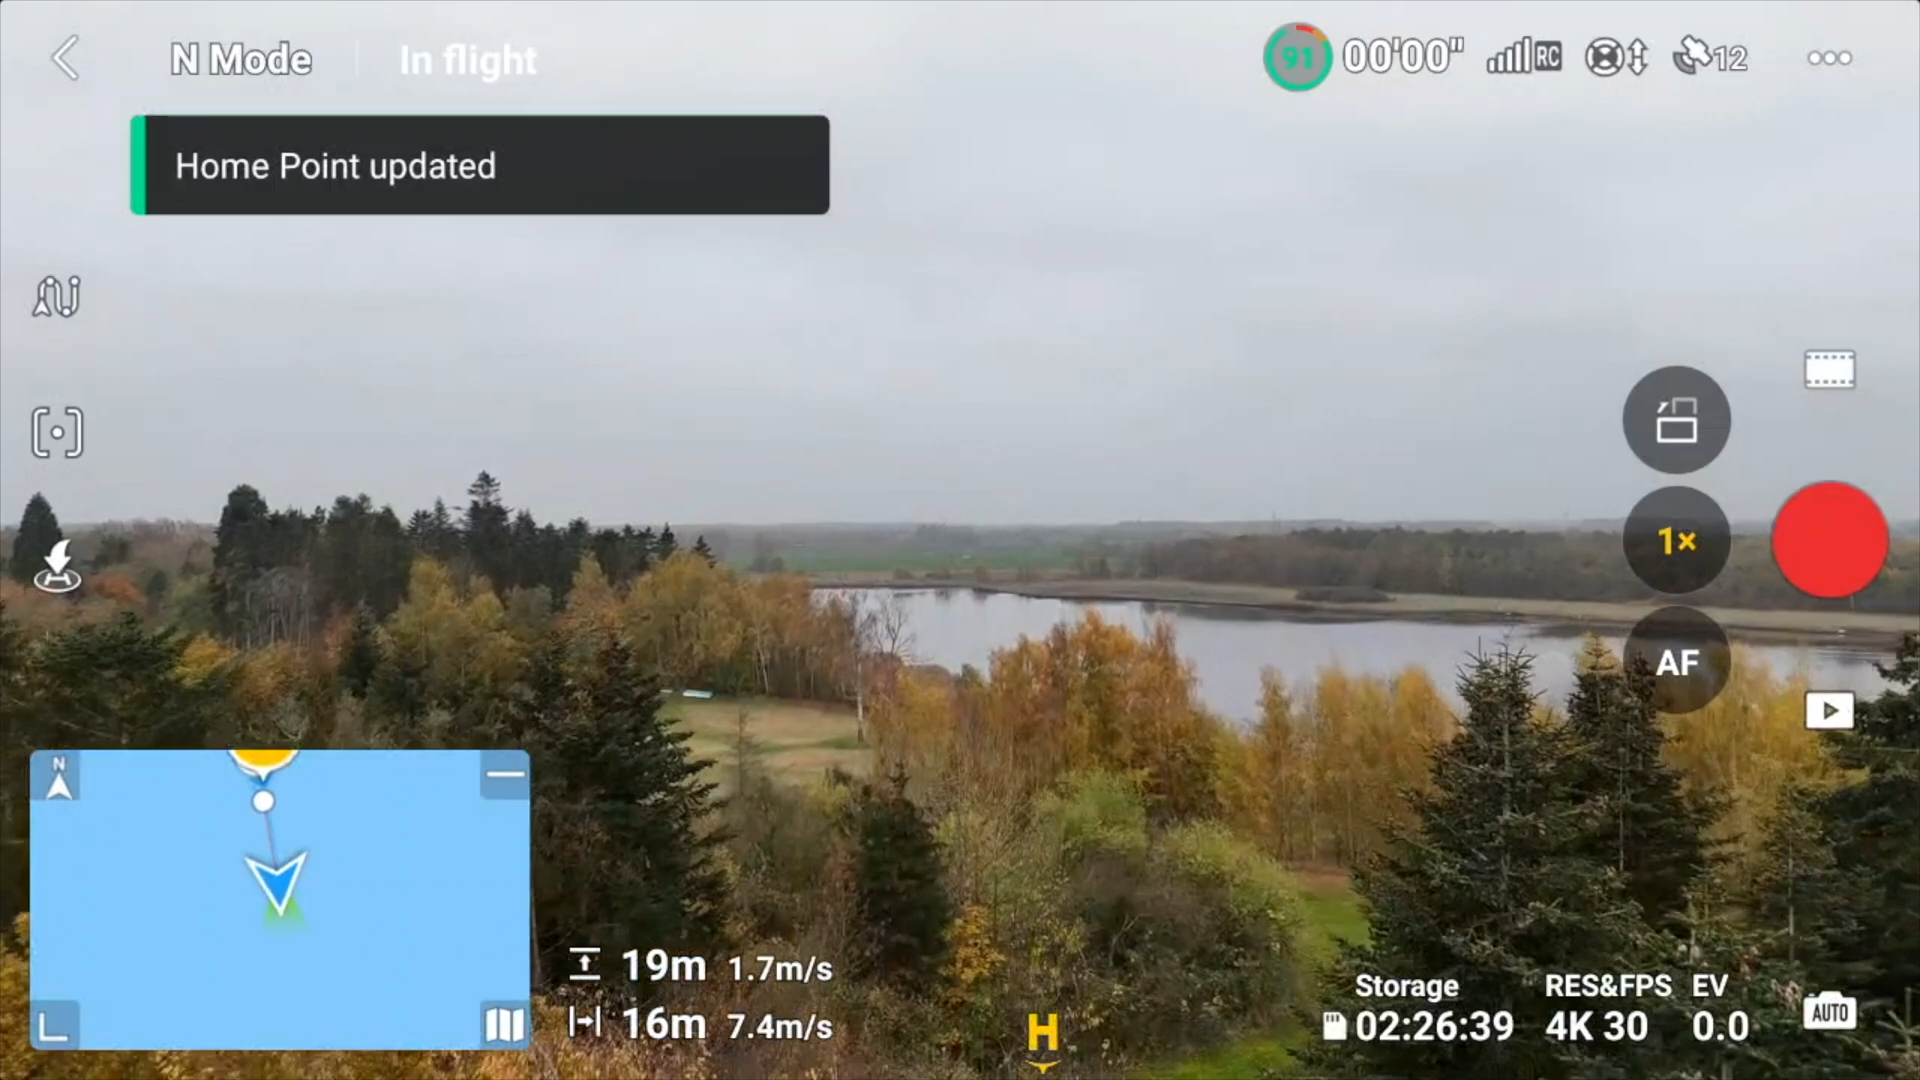 N Mode
In flight
91
00'00"
RC
12
Home Point updated
1×
AF
N
L
19m 1.7m/s
16m 7.4m/s
H
Storage
02:26:39
RES&FPS
4K 30
EV
0.0
AUTO